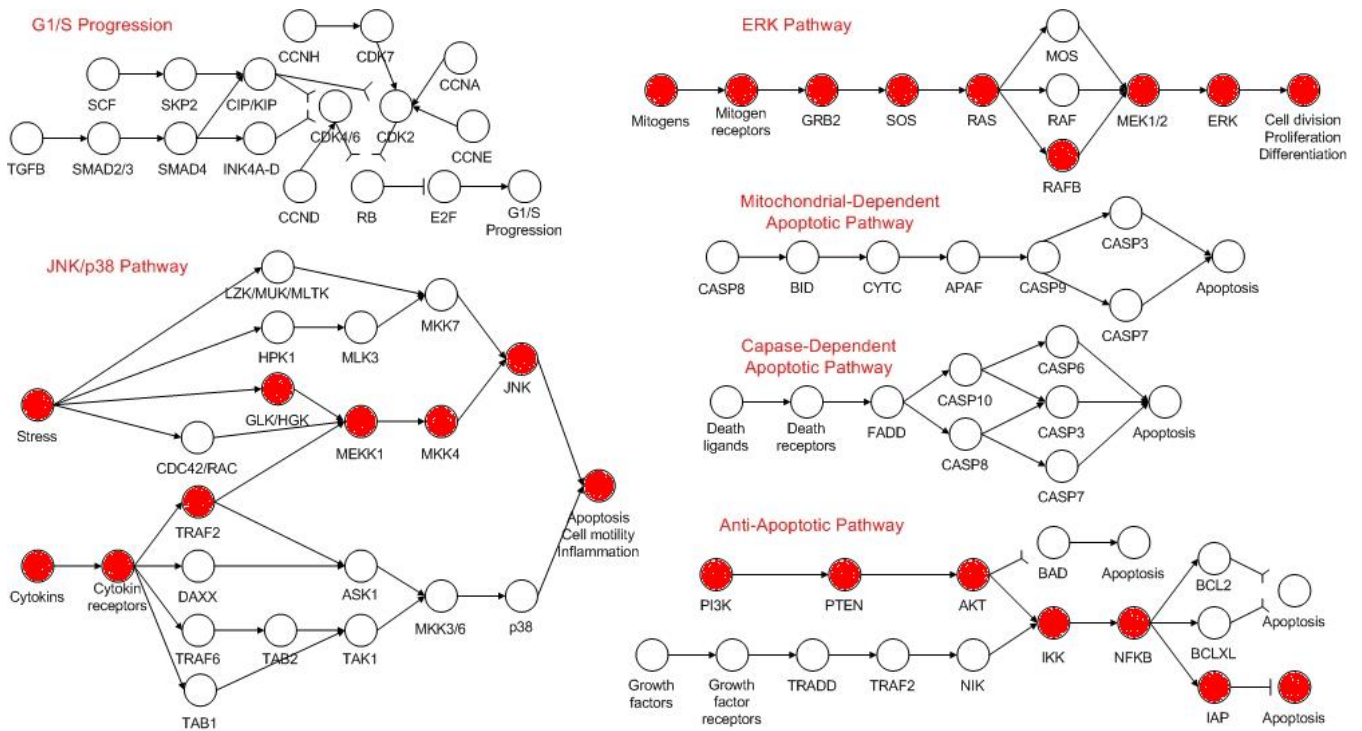 G1/S Progression
CCNH
CDK7
CCNA
SCF
SKP2
CIP/KIP
CDK4/6
CDK2
CCNE
TGFB
SMAD2/3
SMAD4
INK4A-D
CCND
RB
E2F
G1/S
Progression
JNK/p38 Pathway
LZK/MUK/MLTK
MKK7
HPK1
MLK3
JNK
Stress
GLK/HGK
MEKK1
MKK4
CDC42/RAC
TRAF2
Apoptosis
Cell motility
Inflammation
Cytokins
Cytokin
receptors
DAXX
ASK1
MKK3/6
p38
TRAF6
TAB2
TAK1
TAB1
ERK Pathway
MOS
Mitogens
Mitogen
receptors
GRB2
SOS
RAS
RAF
MEK1/2
ERK
Cell division
Proliferation
Differentiation
RAFB
Mitochondrial-Dependent
Apoptotic Pathway
CASP3
CASP8
BID
CYTC
APAF
CASP9
Apoptosis
CASP7
Capase-Dependent
Apoptotic Pathway
CASP6
CASP10
Death
ligands
Death
receptors
FADD
CASP3
Apoptosis
CASP8
CASP7
Anti-Apoptotic Pathway
BAD
Apoptosis
BCL2
PI3K
PTEN
AKT
Apoptosis
IKK
NFKB
BCLXL
Growth
factors
Growth
factor
receptors
TRADD
TRAF2
NIK
IAP
Apoptosis